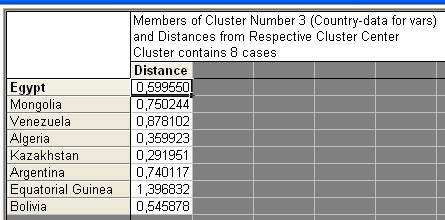 Members of Cluster Number 3 (Country-data for vars)
and Distances from Respective Cluster Center
Cluster contains 8 cases
Distance
Egypt 0,599550
Mongolia 0,750244
Venezuela 0,878102
Algeria 0,359923
Kazakhstan 0,291951
Argentina 0,740117
Equatorial Guinea 1,396832
Bolivia 0,545878